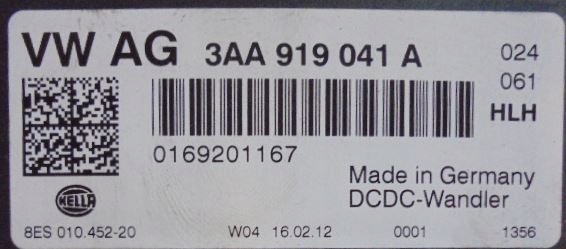 VW AG 3AA 919 041 A 024
061
HLH
0169201167
Made in Germany
DCDC-Wandler
HELLA
8ES 010.452-20 W04 16.02.12 0001 1356